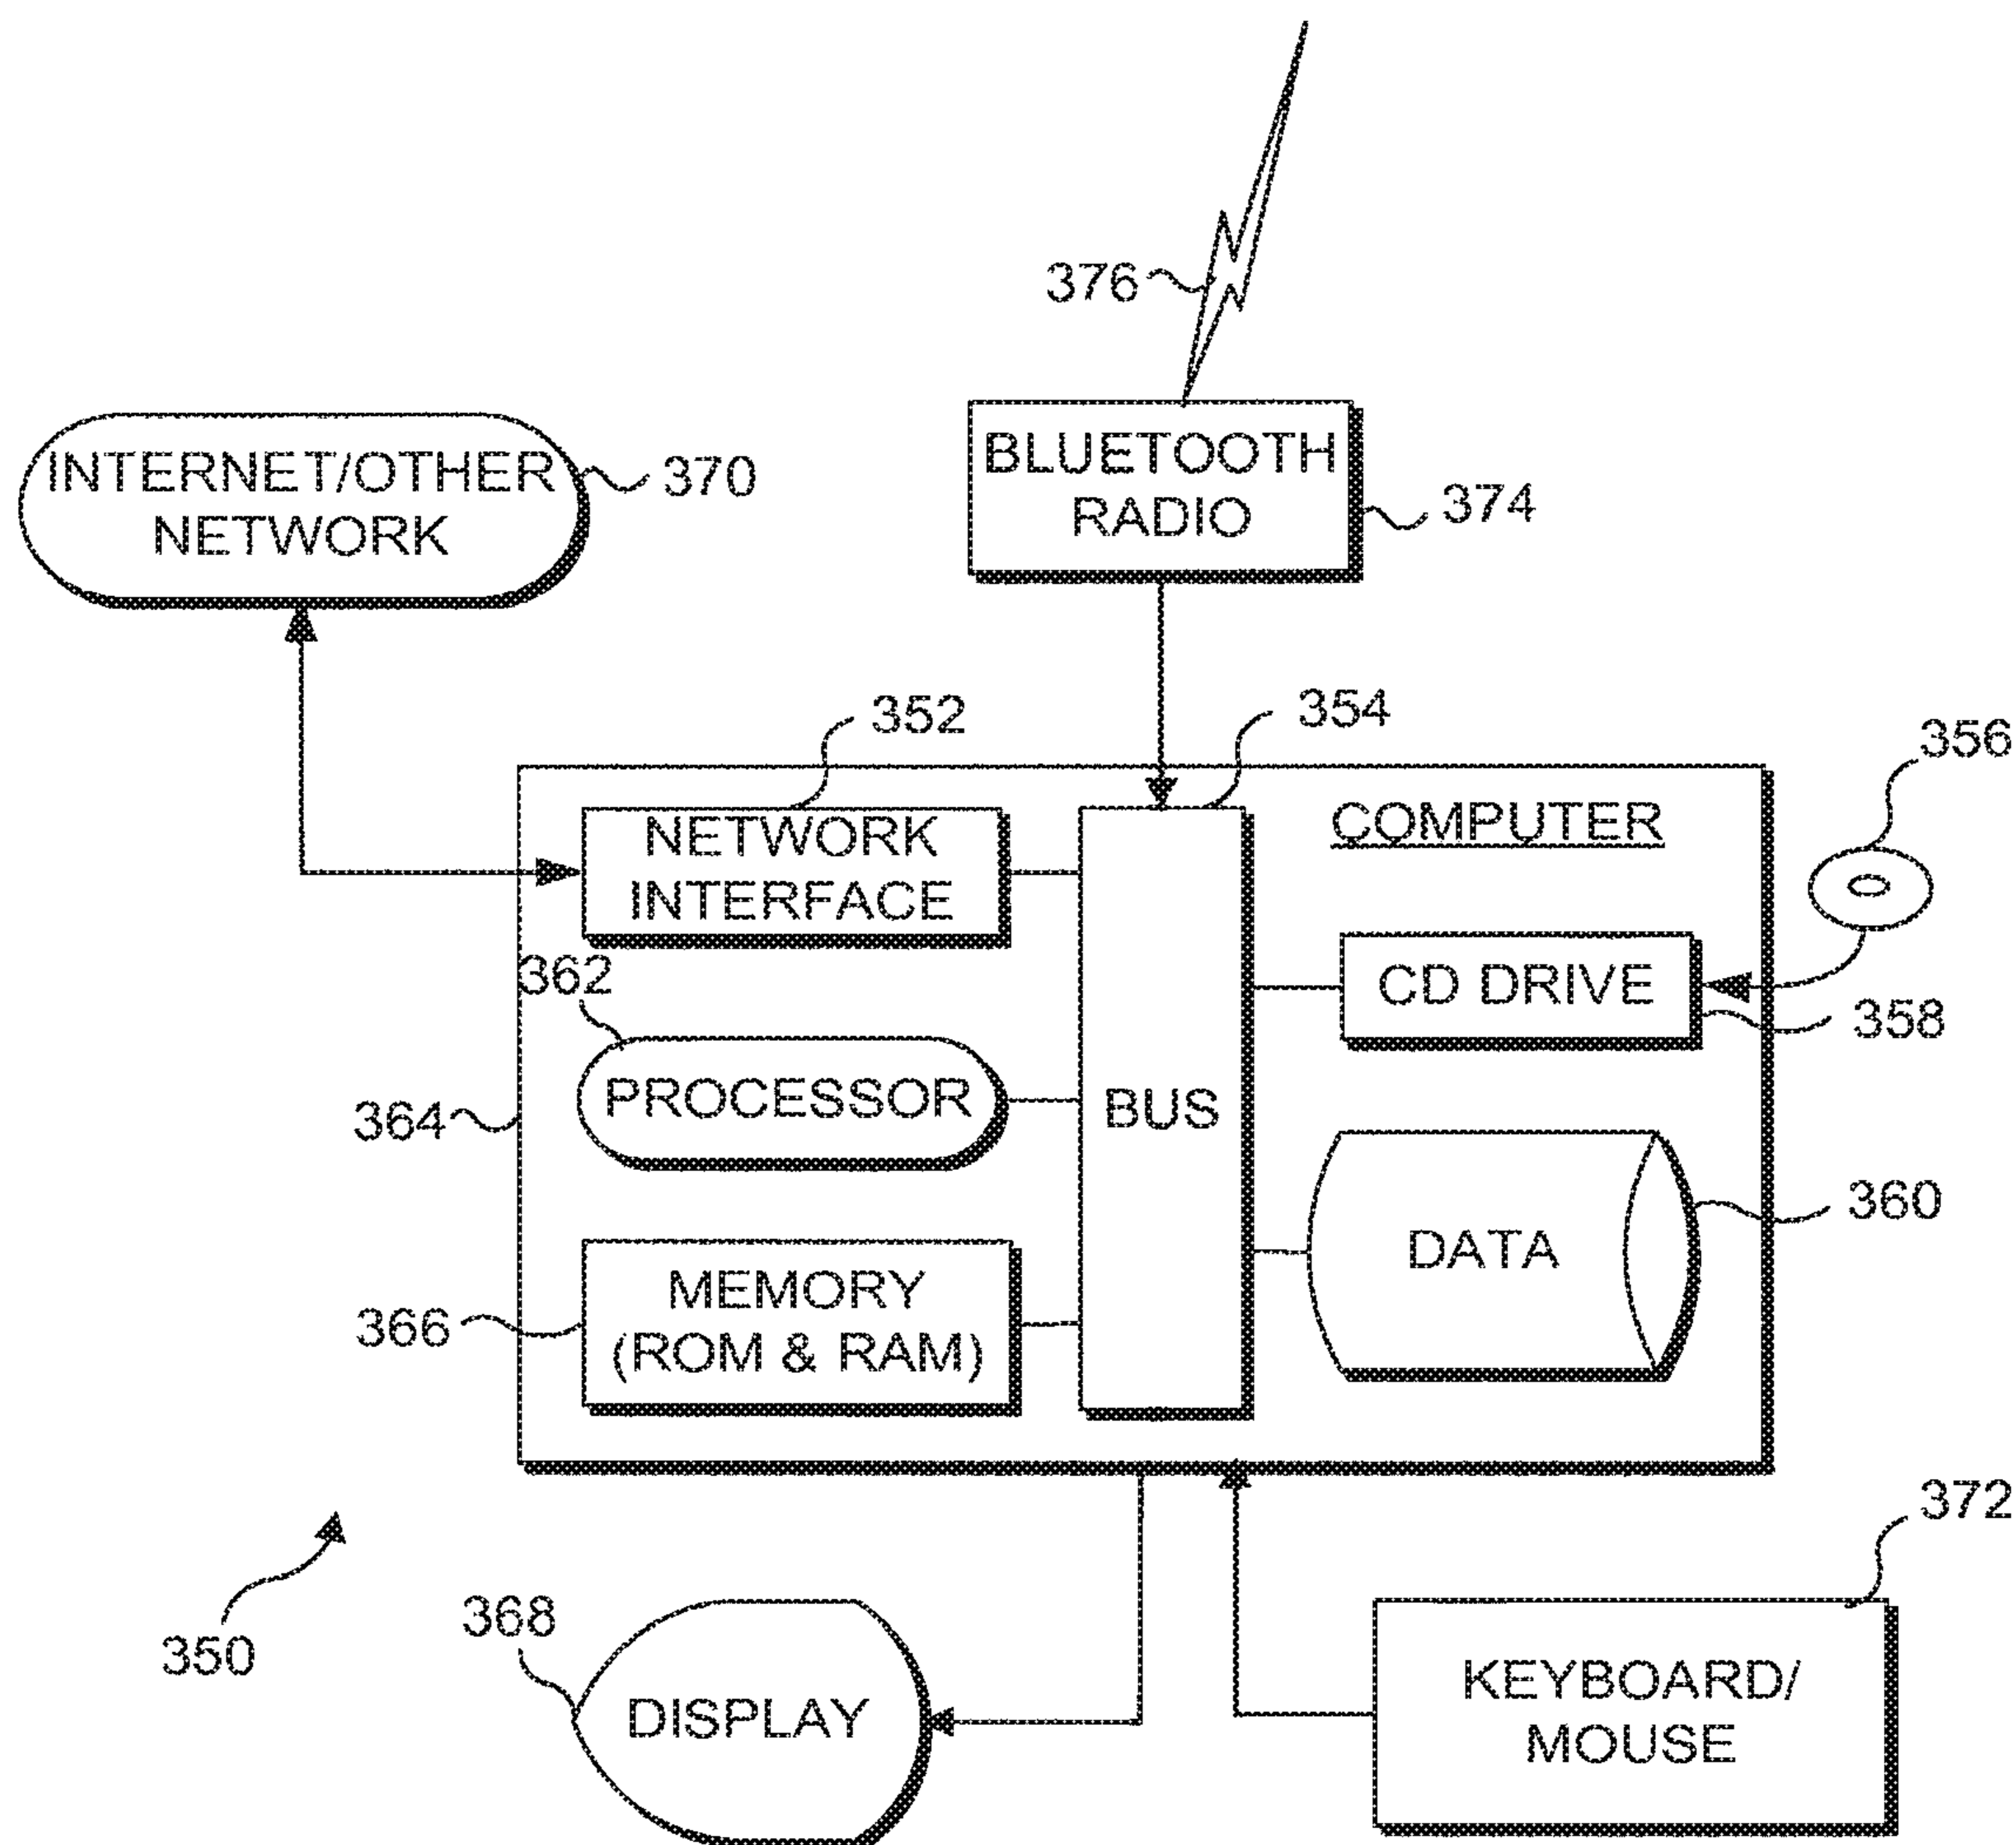 376
BLUETOOTH
RADIO
374
INTERNET/OTHER
NETWORK
370
352
354
356
COMPUTER
NETWORK
INTERFACE
362
CD DRIVE
358
PROCESSOR
364
BUS
360
DATA
MEMORY
(ROM & RAM)
366
372
350
368
DISPLAY
KEYBOARD/
MOUSE